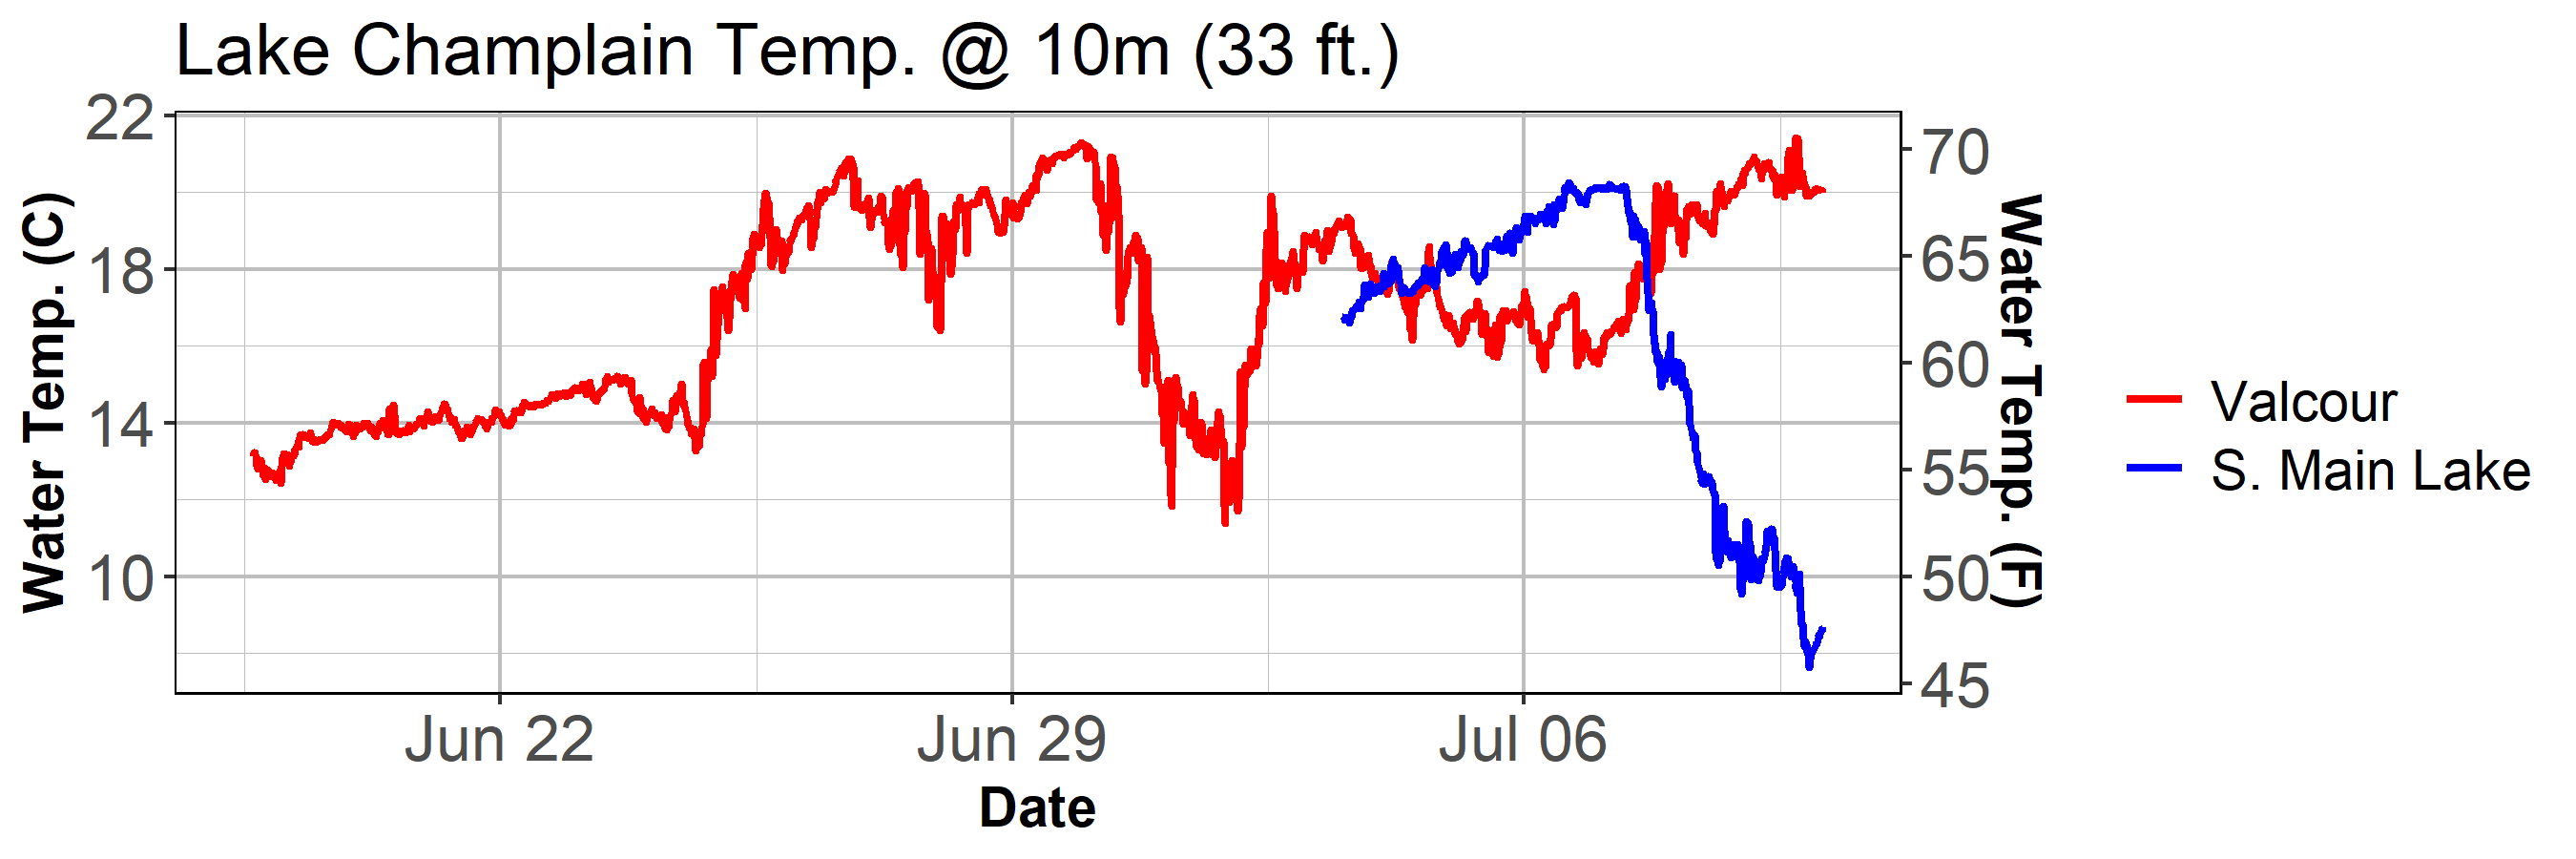 Lake Champlain Temp. @ 10m (33 ft.)
22
18
14
10
Water Temp. (C)
70
65
60
55
50
45
Water Temp. (F)
Jun 22
Jun 29
Jul 06
Date
Valcour
S. Main Lake